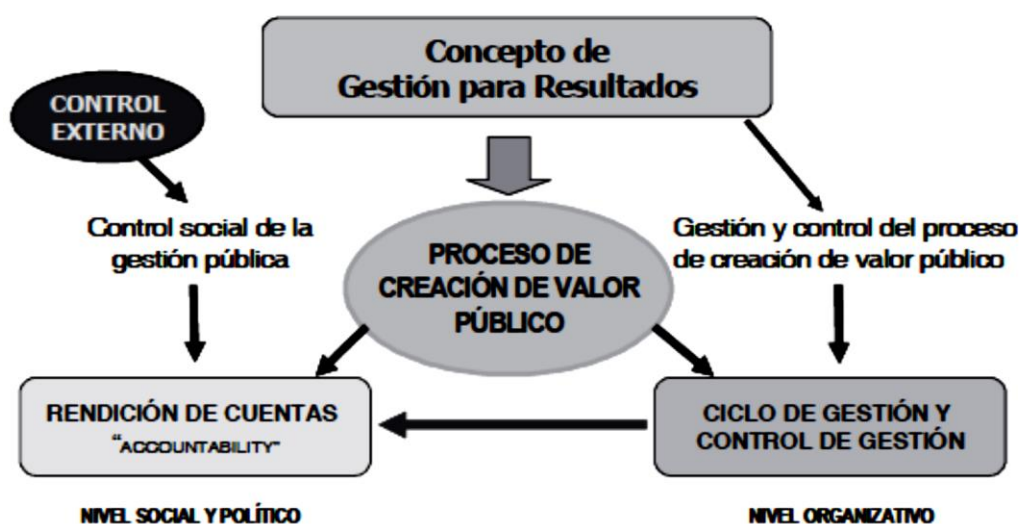 Concepto de
Gestión para Resultados
CONTROL
EXTERNO
Control social de la
gestión pública
PROCESO DE
CREACIÓN DE VALOR
PÚBLICO
Gestión y control del proceso
de creación de valor público
RENDICIÓN DE CUENTAS
“ACCOUNTABILITY”
CICLO DE GESTIÓN Y
CONTROL DE GESTIÓN
NIVEL SOCIAL Y POLÍTICO
NIVEL ORGANIZATIVO